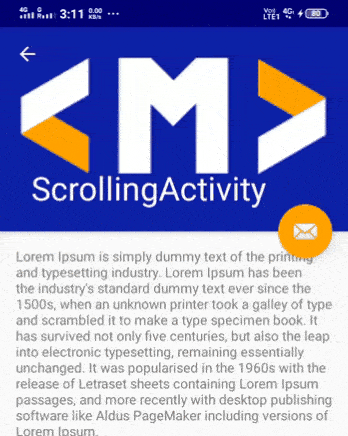 4G G 3:11 0.00 KB/s ...
VoD LTE1 4G 80
<M>
ScrollingActivity
Lorem Ipsum is simply dummy text of the printing
and typesetting industry. Lorem Ipsum has been
the industry's standard dummy text ever since the
1500s, when an unknown printer took a galley of type
and scrambled it to make a type specimen book. It
has survived not only five centuries, but also the leap
into electronic typesetting, remaining essentially
unchanged. It was popularised in the 1960s with the
release of Letraset sheets containing Lorem Ipsum
passages, and more recently with desktop publishing
software like Aldus PageMaker including versions of
Lorem Ipsum.